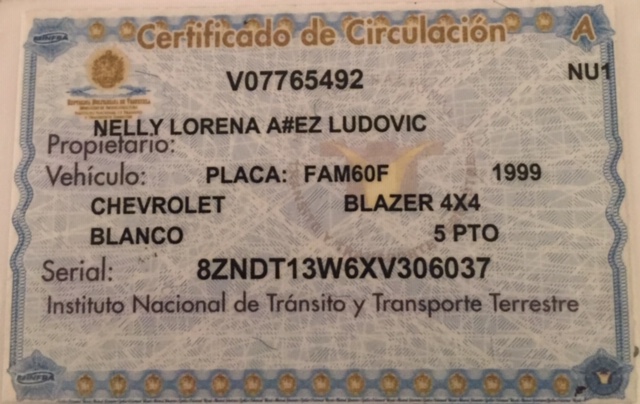 Certificado de Circulación A
V07765492 NU1
NELLY LORENA A#EZ LUDOVIC
Propietario:
Vehículo: PLACA: FAM60F 1999
CHEVROLET BLAZER 4X4
BLANCO 5 PTO
Serial: 8ZNDT13W6XV306037
Instituto Nacional de Tránsito y Transporte Terrestre